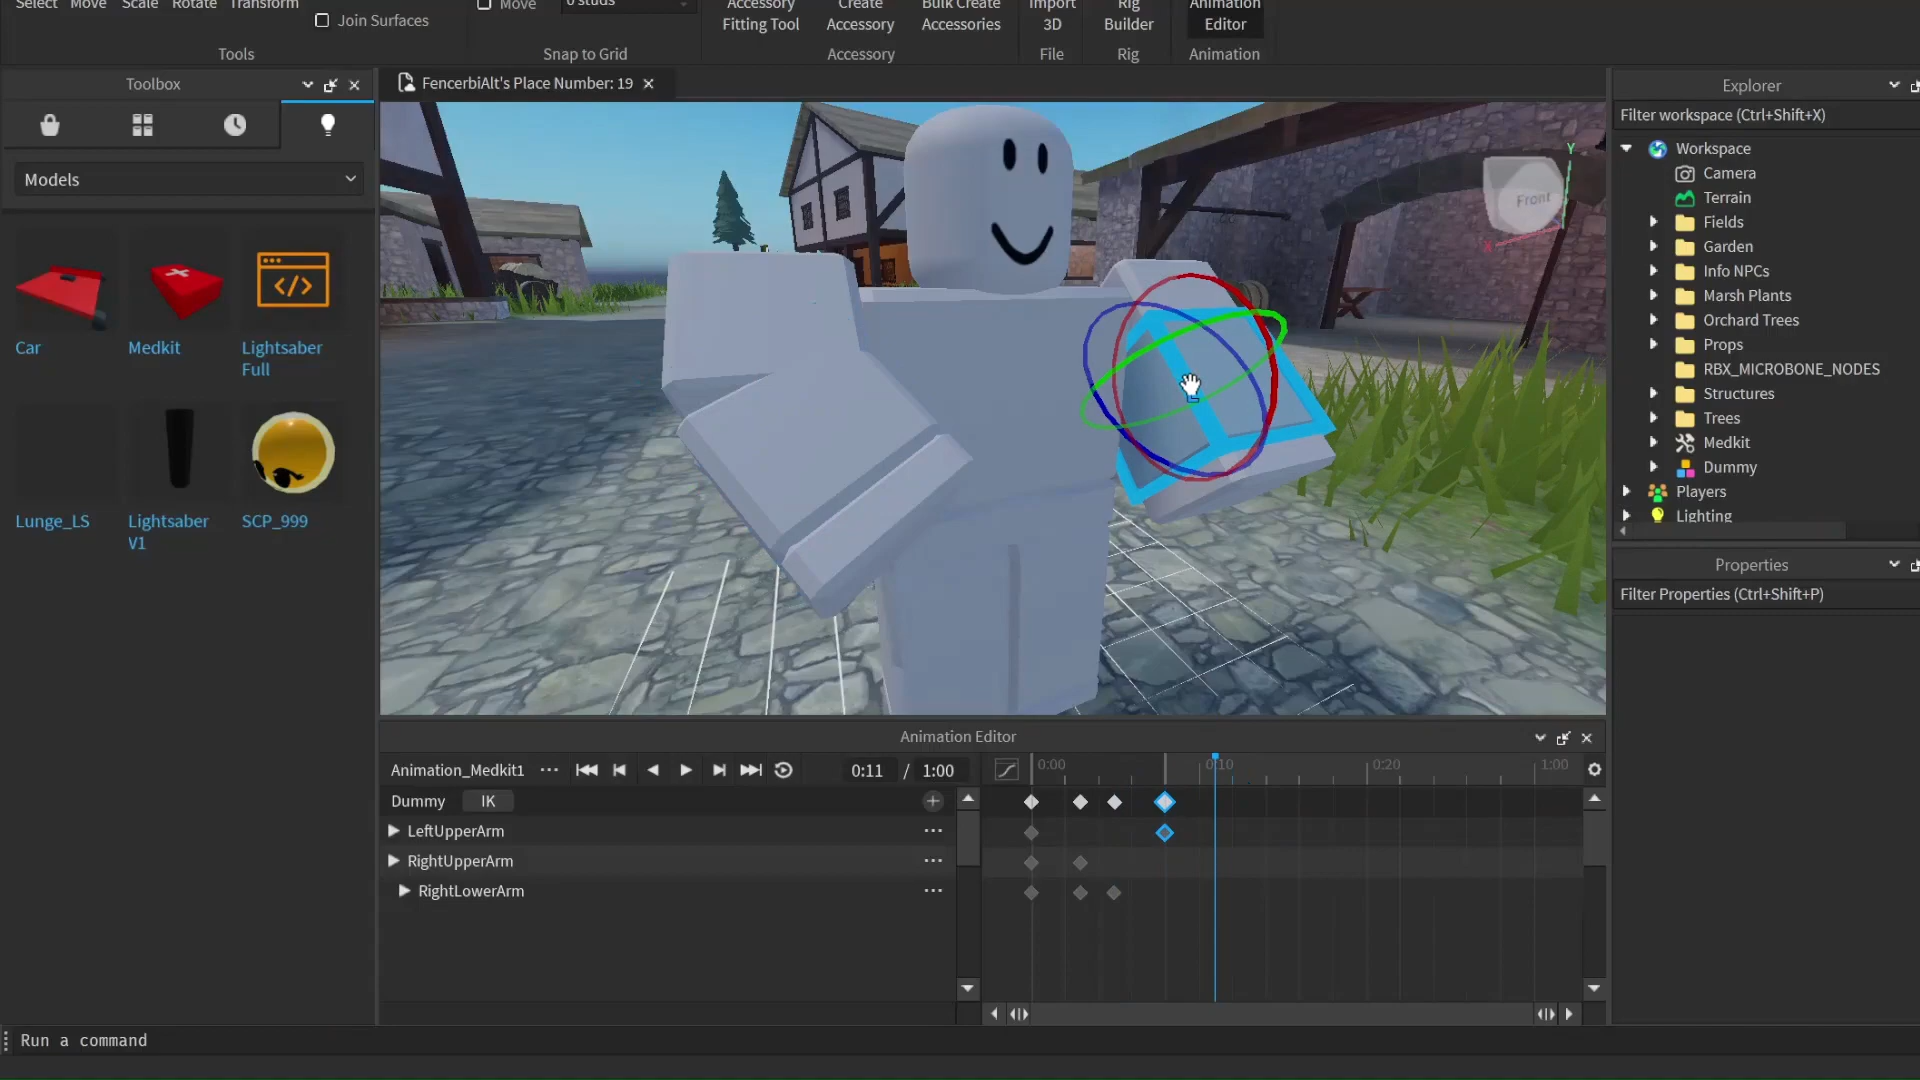 Select Move Scale Rotate Transform
Join Surfaces
Move
0 studs
Accessory Fitting Tool
Create Accessory
Bulk Create Accessories
Import 3D
Rig Builder
Animation Editor
Tools
Snap to Grid
Accessory
File
Rig
Animation
Toolbox
Models
Car
Medkit
Lightsaber
Full
Lunge_LS
Lightsaber
V1
SCP_999
FencerbiAlt's Place Number: 19
Y
Front
X
Explorer
Filter workspace (Ctrl+Shift+X)
Workspace
Camera
Terrain
Fields
Garden
Info NPCs
Marsh Plants
Orchard Trees
Props
RBX_MICROBONE_NODES
Structures
Trees
Medkit
Dummy
Players
Lighting
Properties
Filter Properties (Ctrl+Shift+P)
Animation Editor
Animation_Medkit1 ... 0:11 / 1:00
0:00 0:10 0:20 1:00
Dummy IK
LeftUpperArm ...
RightUpperArm ...
RightLowerArm ...
Run a command